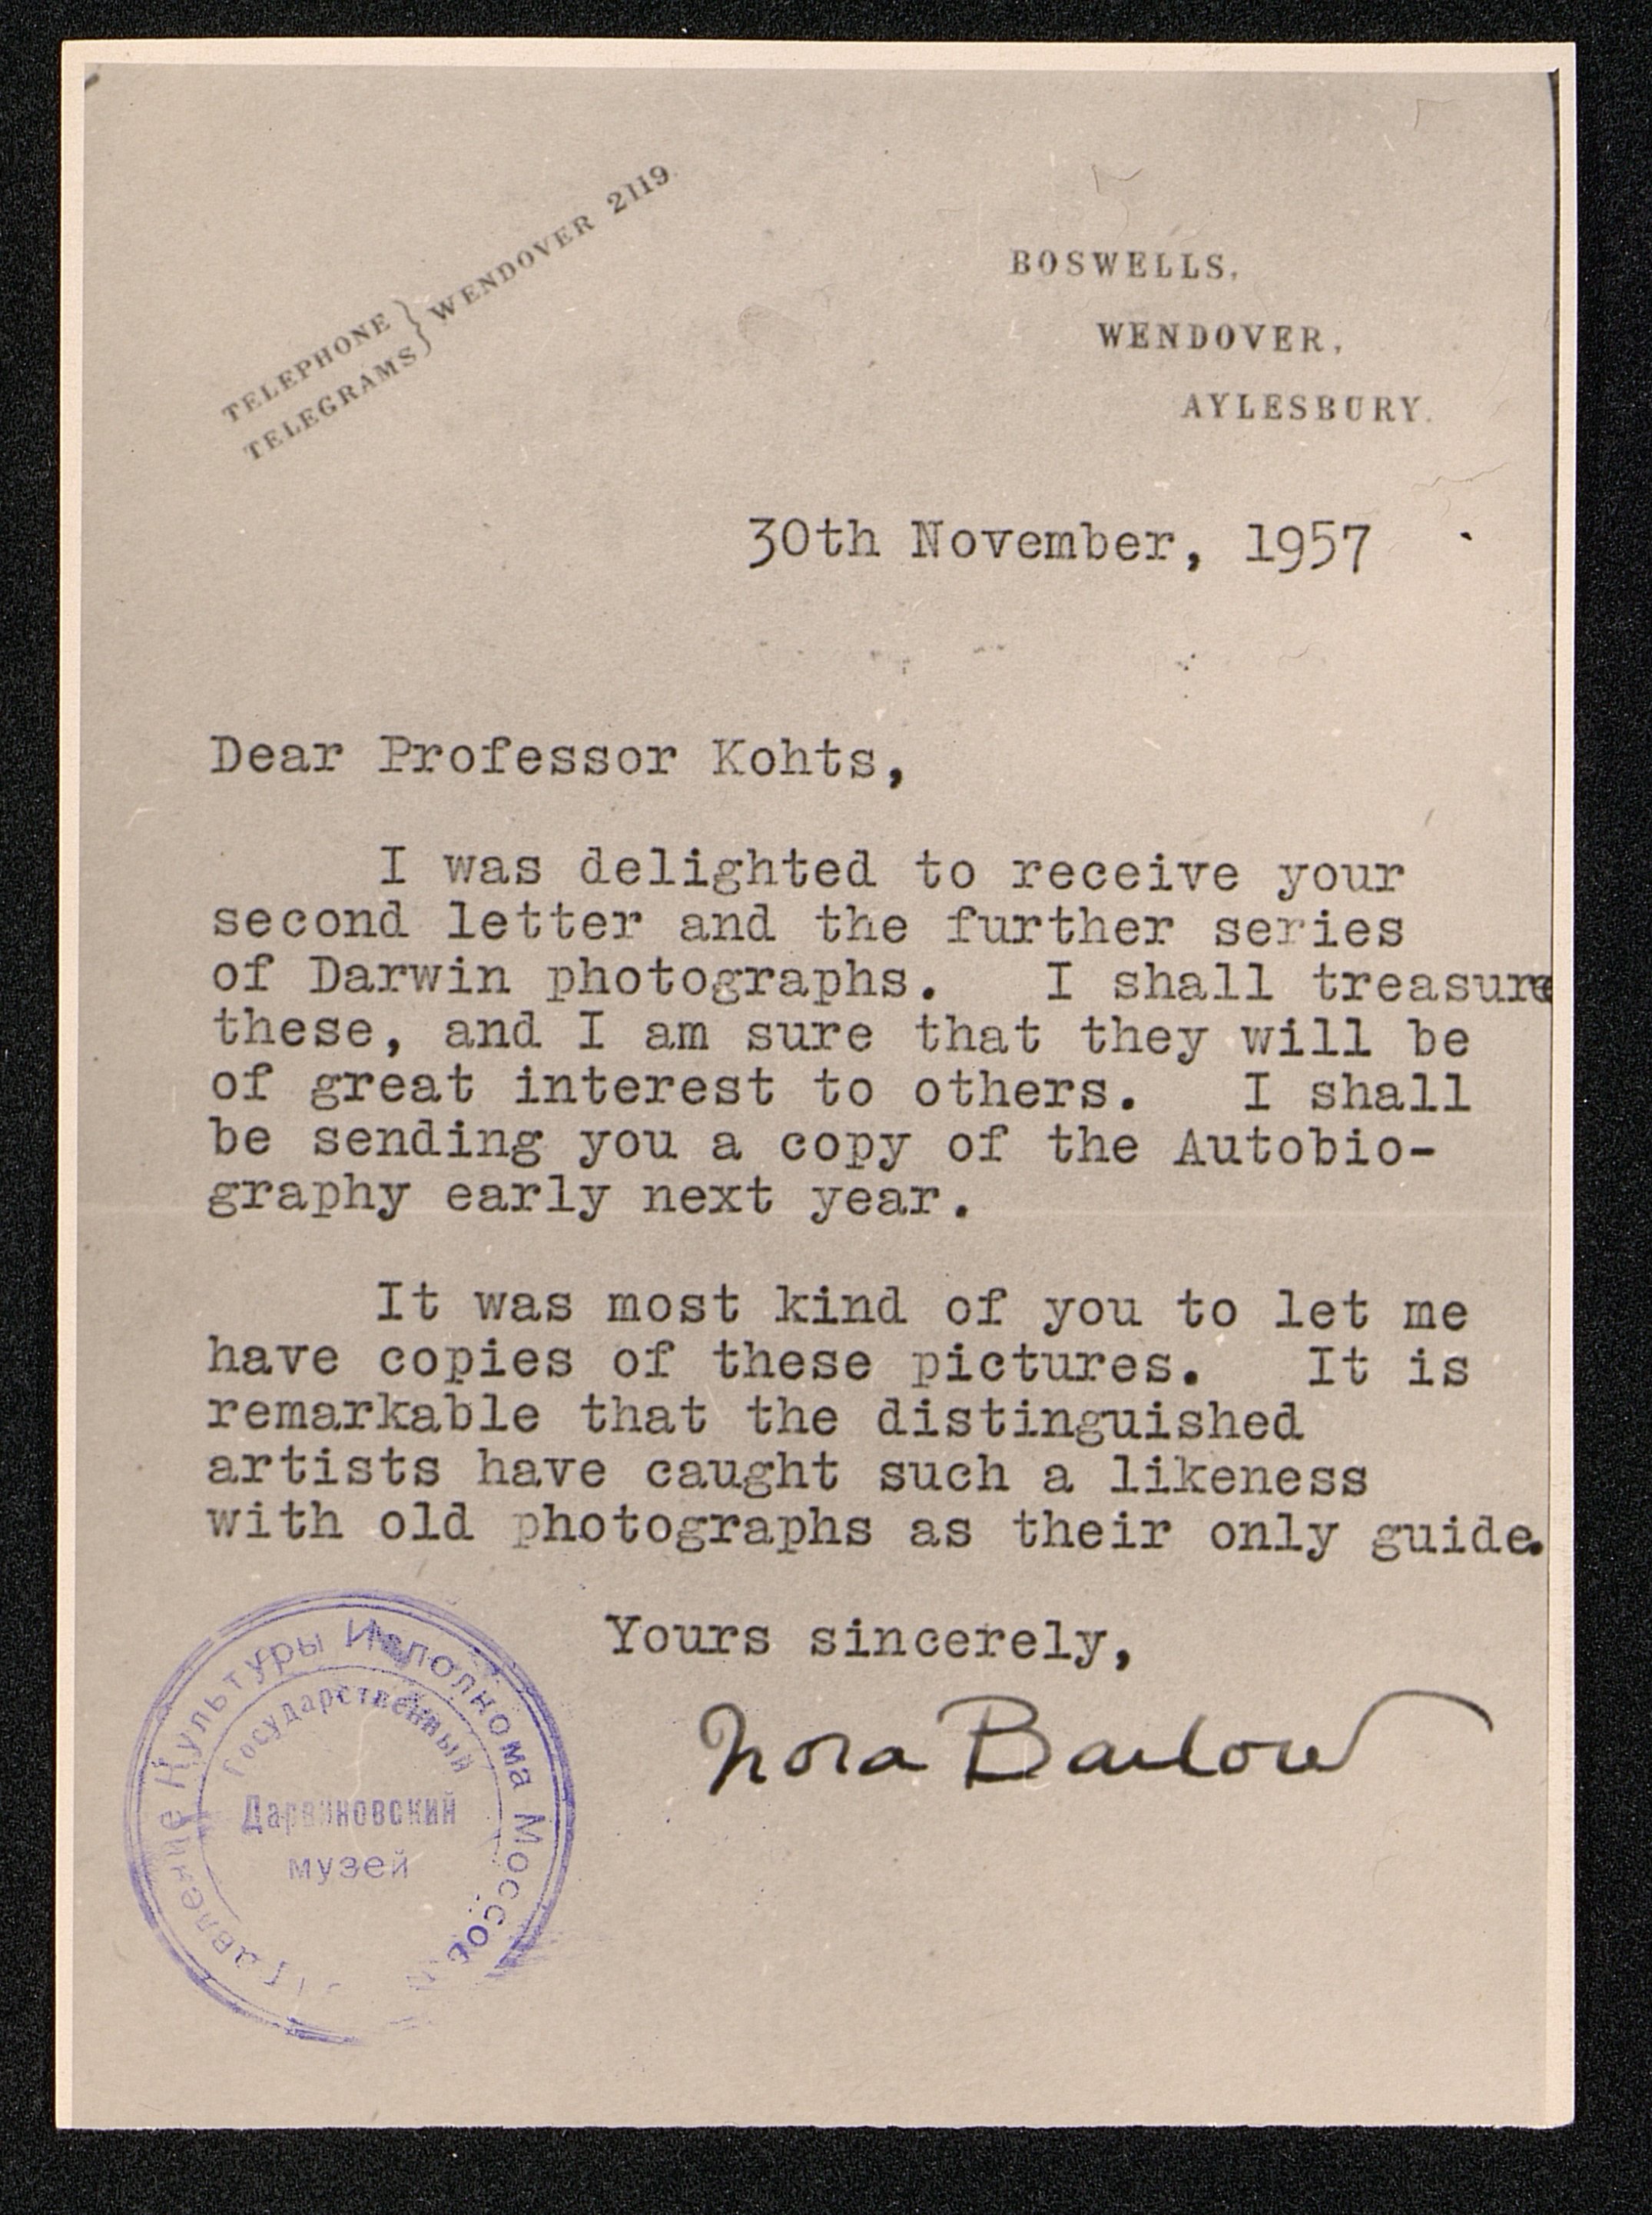 TELEPHONE } WENDOVER 2119.
TELEGRAMS
BOSWELLS,
WENDOVER,
AYLESBURY.
30th November, 1957
Dear Professor Kohts,
I was delighted to receive your
second letter and the further series
of Darwin photographs. I shall treasure
these, and I am sure that they will be
of great interest to others. I shall
be sending you a copy of the Autobio-
graphy early next year.
It was most kind of you to let me
have copies of these pictures. It is
remarkable that the distinguished
artists have caught such a likeness
with old photographs as their only guide.
Yours sincerely,
Nora Barlow
Культуры Исполкома
Государственный
Дарвиновский
музей